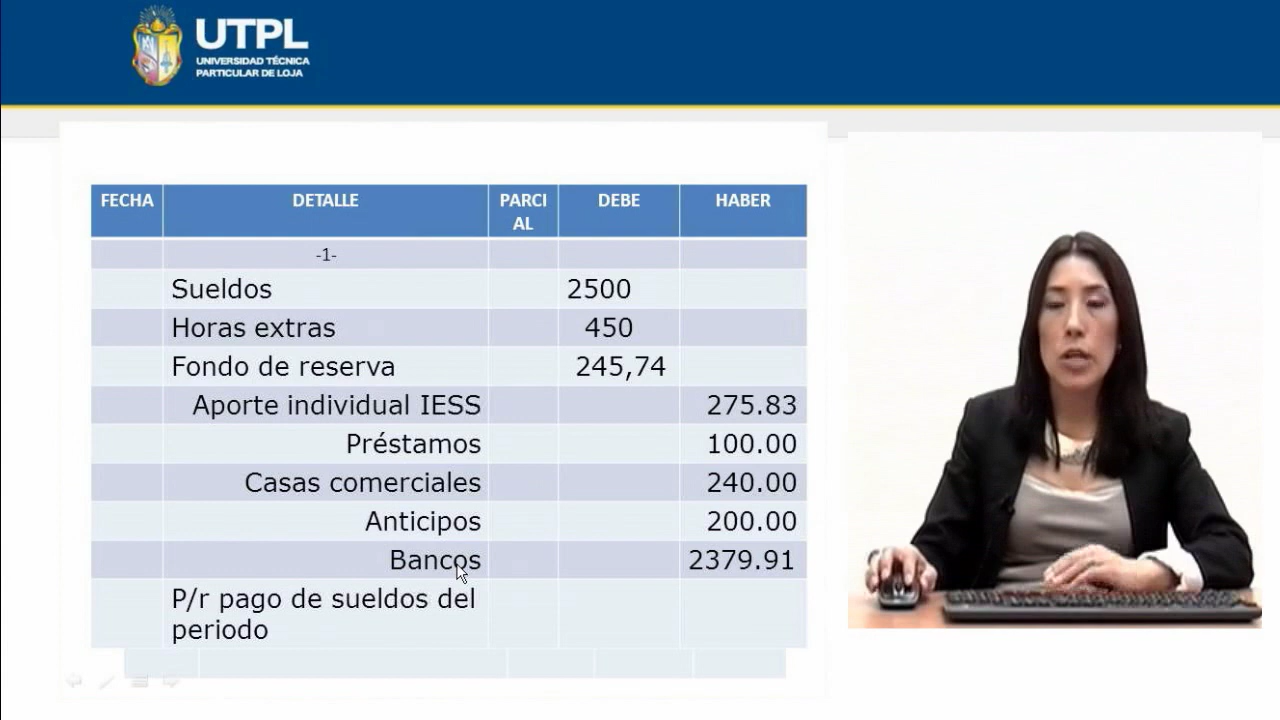 UTPL
UNIVERSIDAD TÉCNICA
PARTICULAR DE LOJA
FECHA DETALLE PARCI
AL DEBE HABER
-1-
Sueldos 2500
Horas extras 450
Fondo de reserva 245,74
Aporte individual IESS 275.83
Préstamos 100.00
Casas comerciales 240.00
Anticipos 200.00
Bancos 2379.91
P/r pago de sueldos del
periodo